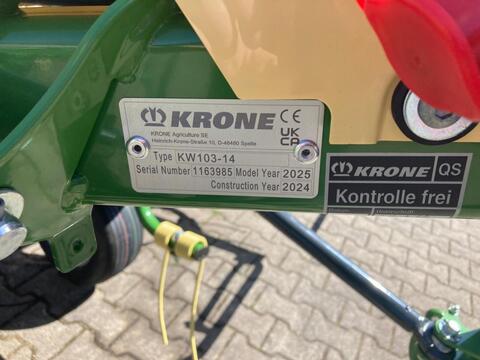 KRONE CE
KRONE Agriculture SE
Heinrich-Krone-Straße 10, D-48480 Spelle
UK
CA
Type KW103-14
Serial Number 1163985 Model Year 2025
Construction Year 2024
KRONE QS
Kontrolle frei